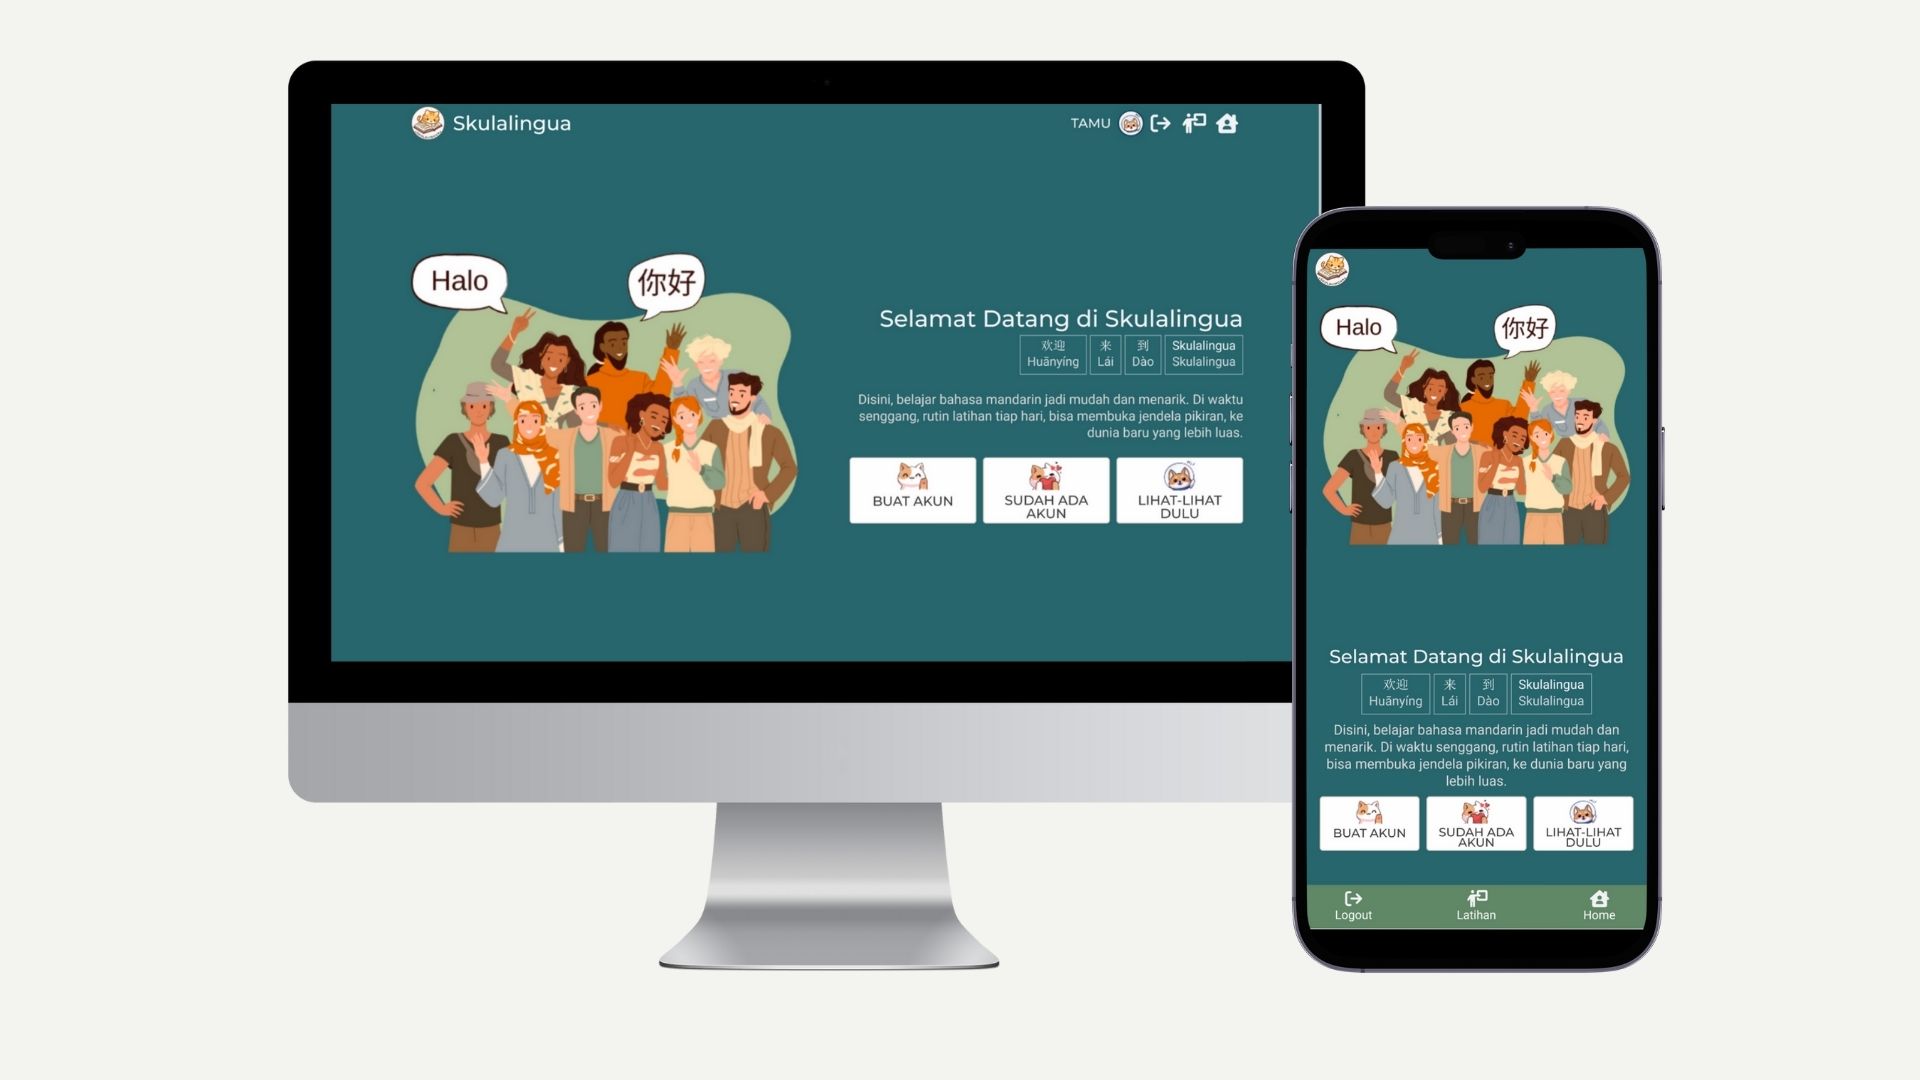 Skulalingua
TAMU
Halo
你好
Selamat Datang di Skulalingua
欢迎 来 到 Skulalingua
Huānyíng Lái Dào Skulalingua
Disini, belajar bahasa mandarin jadi mudah dan menarik. Di waktu
senggang, rutin latihan tiap hari, bisa membuka jendela pikiran, ke
dunia baru yang lebih luas.
BUAT AKUN
SUDAH ADA
AKUN
LIHAT-LIHAT
DULU
Halo
你好
Selamat Datang di Skulalingua
欢迎 来 到 Skulalingua
Huānyíng Lái Dào Skulalingua
Disini, belajar bahasa mandarin jadi mudah dan
menarik. Di waktu senggang, rutin latihan tiap hari,
bisa membuka jendela pikiran, ke dunia baru yang
lebih luas.
BUAT AKUN
SUDAH ADA
AKUN
LIHAT-LIHAT
DULU
Logout
Latihan
Home